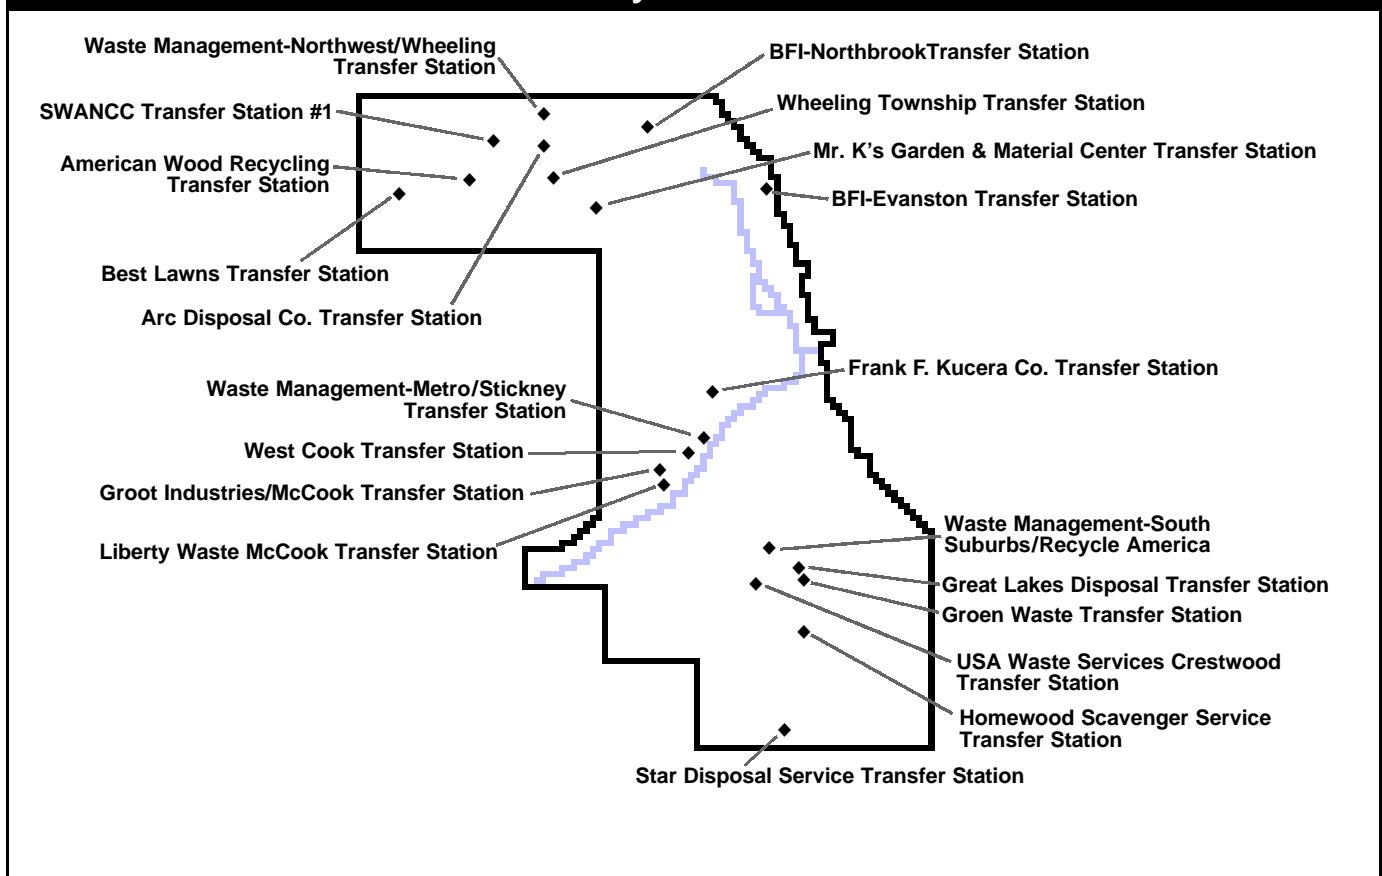 Waste Management-Northwest/Wheeling
Transfer Station
BFI-NorthbrookTransfer Station
SWANCC Transfer Station #1
Wheeling Township Transfer Station
American Wood Recycling
Transfer Station
Mr. K's Garden & Material Center Transfer Station
BFI-Evanston Transfer Station
Best Lawns Transfer Station
Arc Disposal Co. Transfer Station
Frank F. Kucera Co. Transfer Station
Waste Management-Metro/Stickney
Transfer Station
West Cook Transfer Station
Groot Industries/McCook Transfer Station
Liberty Waste McCook Transfer Station
Waste Management-South
Suburbs/Recycle America
Great Lakes Disposal Transfer Station
Groen Waste Transfer Station
USA Waste Services Crestwood
Transfer Station
Homewood Scavenger Service
Transfer Station
Star Disposal Service Transfer Station